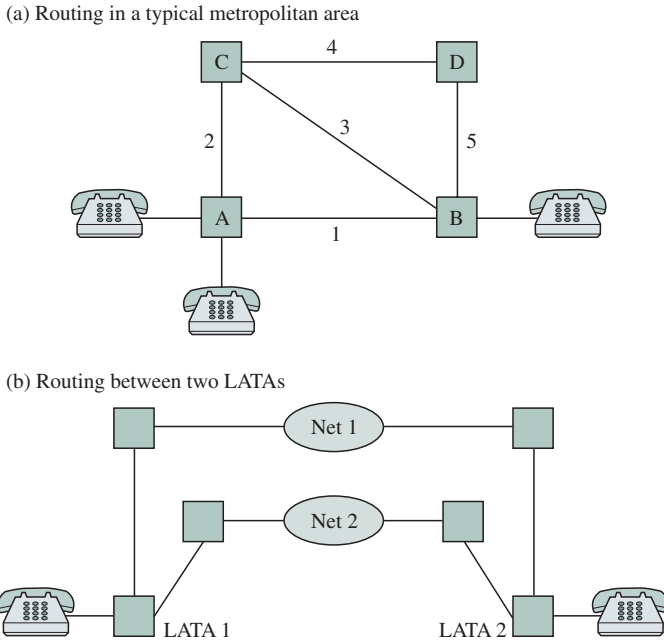 (a) Routing in a typical metropolitan area
4
C
D
3
2
5
A
B
1
(b) Routing between two LATAs
Net 1
Net 2
LATA 1
LATA 2